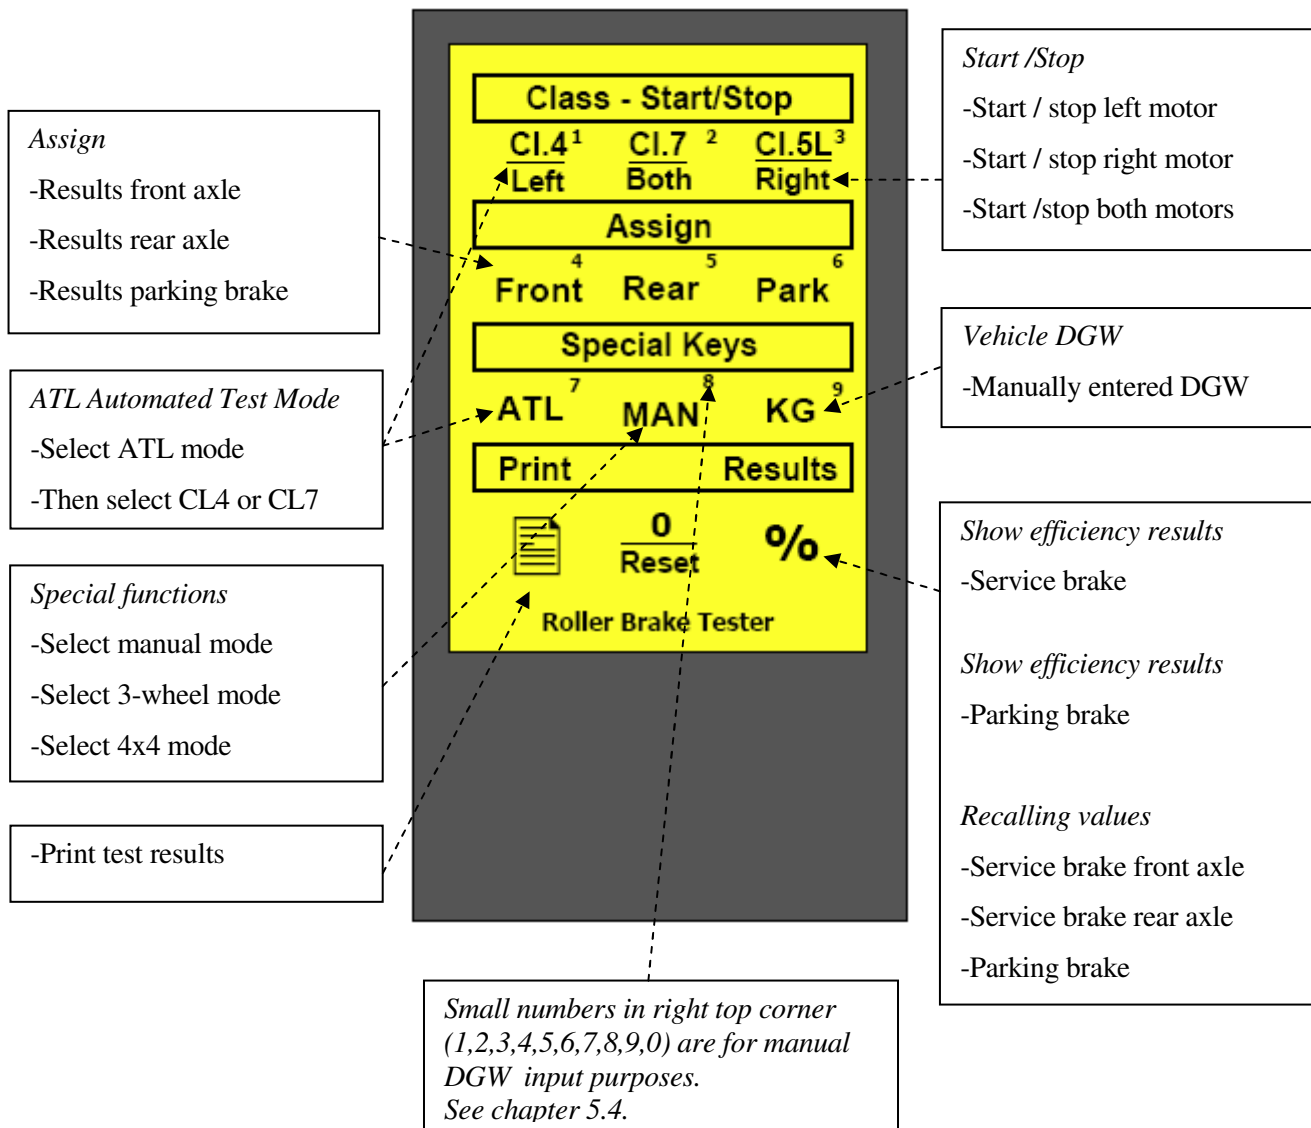 Class - Start/Stop
Cl.4 1 Cl.7 2 Cl.5L 3
Left Both Right
Assign
4 5 6
Front Rear Park
Special Keys
7 8 9
ATL MAN KG
Print Results
0 %
Reset
Roller Brake Tester
Assign
-Results front axle
-Results rear axle
-Results parking brake
ATL Automated Test Mode
-Select ATL mode
-Then select CL4 or CL7
Special functions
-Select manual mode
-Select 3-wheel mode
-Select 4x4 mode
-Print test results
Start /Stop
-Start / stop left motor
-Start / stop right motor
-Start /stop both motors
Vehicle DGW
-Manually entered DGW
Show efficiency results
-Service brake
Show efficiency results
-Parking brake
Recalling values
-Service brake front axle
-Service brake rear axle
-Parking brake
Small numbers in right top corner
(1,2,3,4,5,6,7,8,9,0) are for manual
DGW input purposes.
See chapter 5.4.